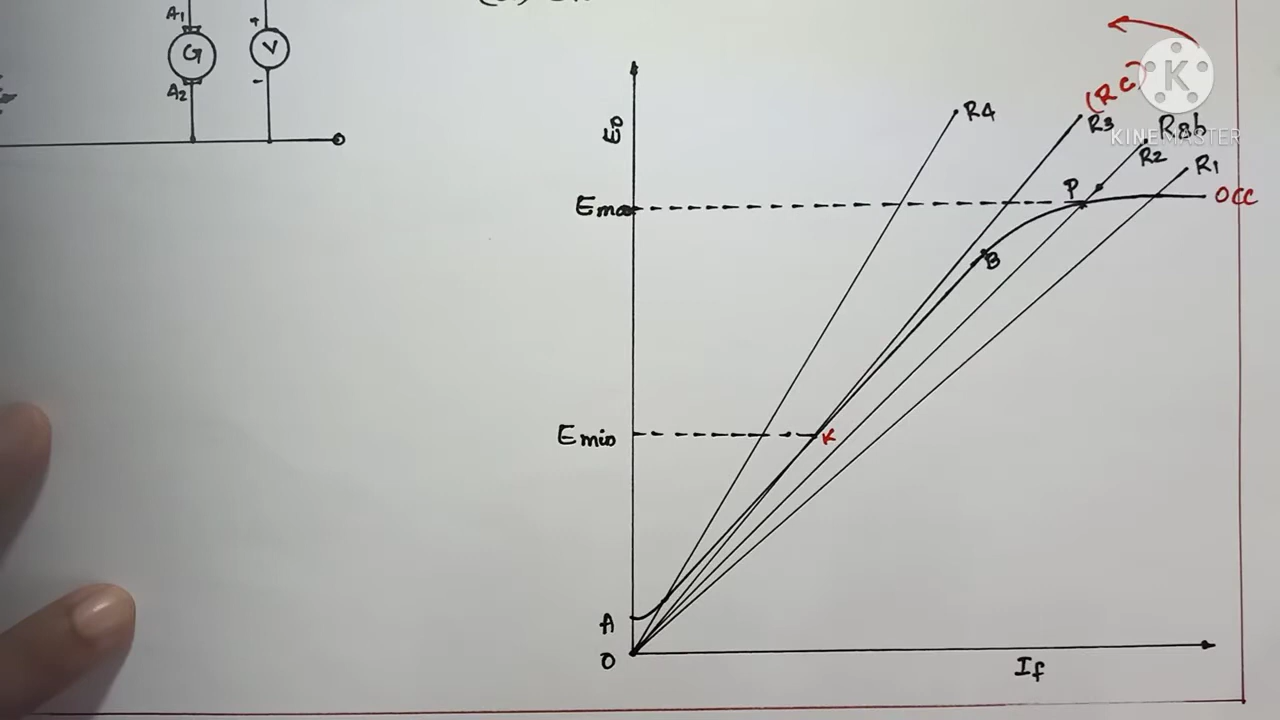 A1
G
A2
+
V
-
E0
R4
(RC)
R3
K
KINEMASTER
Rsh
R2
R1
P
OCC
Emax
B
Emin
K
A
O
If